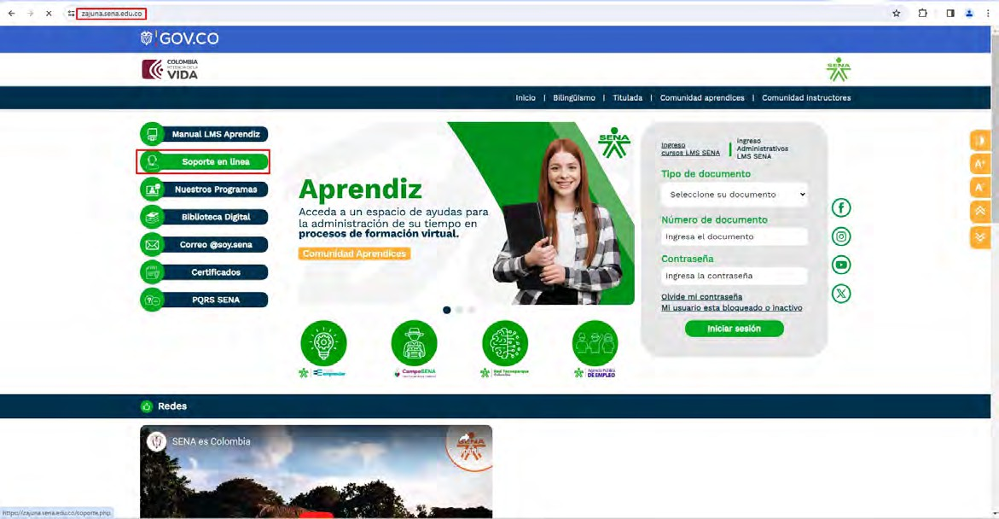 zajuna.sena.edu.co
GOV.CO
COLOMBIA
POTENCIA DE LA
VIDA
SENA
Inicio | Bilingüismo | Titulada | Comunidad aprendices | Comunidad instructores
Manual LMS Aprendiz
Soporte en línea
Nuestros Programas
Biblioteca Digital
Correo @soy.sena
Certificados
PQRS SENA
SENA
Aprendiz
Acceda a un espacio de ayudas para
la administración de su tiempo en
procesos de formación virtual.
Comunidad Aprendices
Ingreso
cursos LMS SENA
Ingreso
Administrativos
LMS SENA
Tipo de documento
Seleccione su documento
Número de documento
Ingresa el documento
Contraseña
Ingresa la contraseña
Olvide mi contraseña
Mi usuario esta bloqueado o inactivo
Iniciar sesión
A+
A-
emprender
CampeSENA
Red Tecnoparque
Colombia
Agencia Pública
DE EMPLEO
Redes
SENA es Colombia
SENA
https://zajuna.sena.edu.co/soporte.php